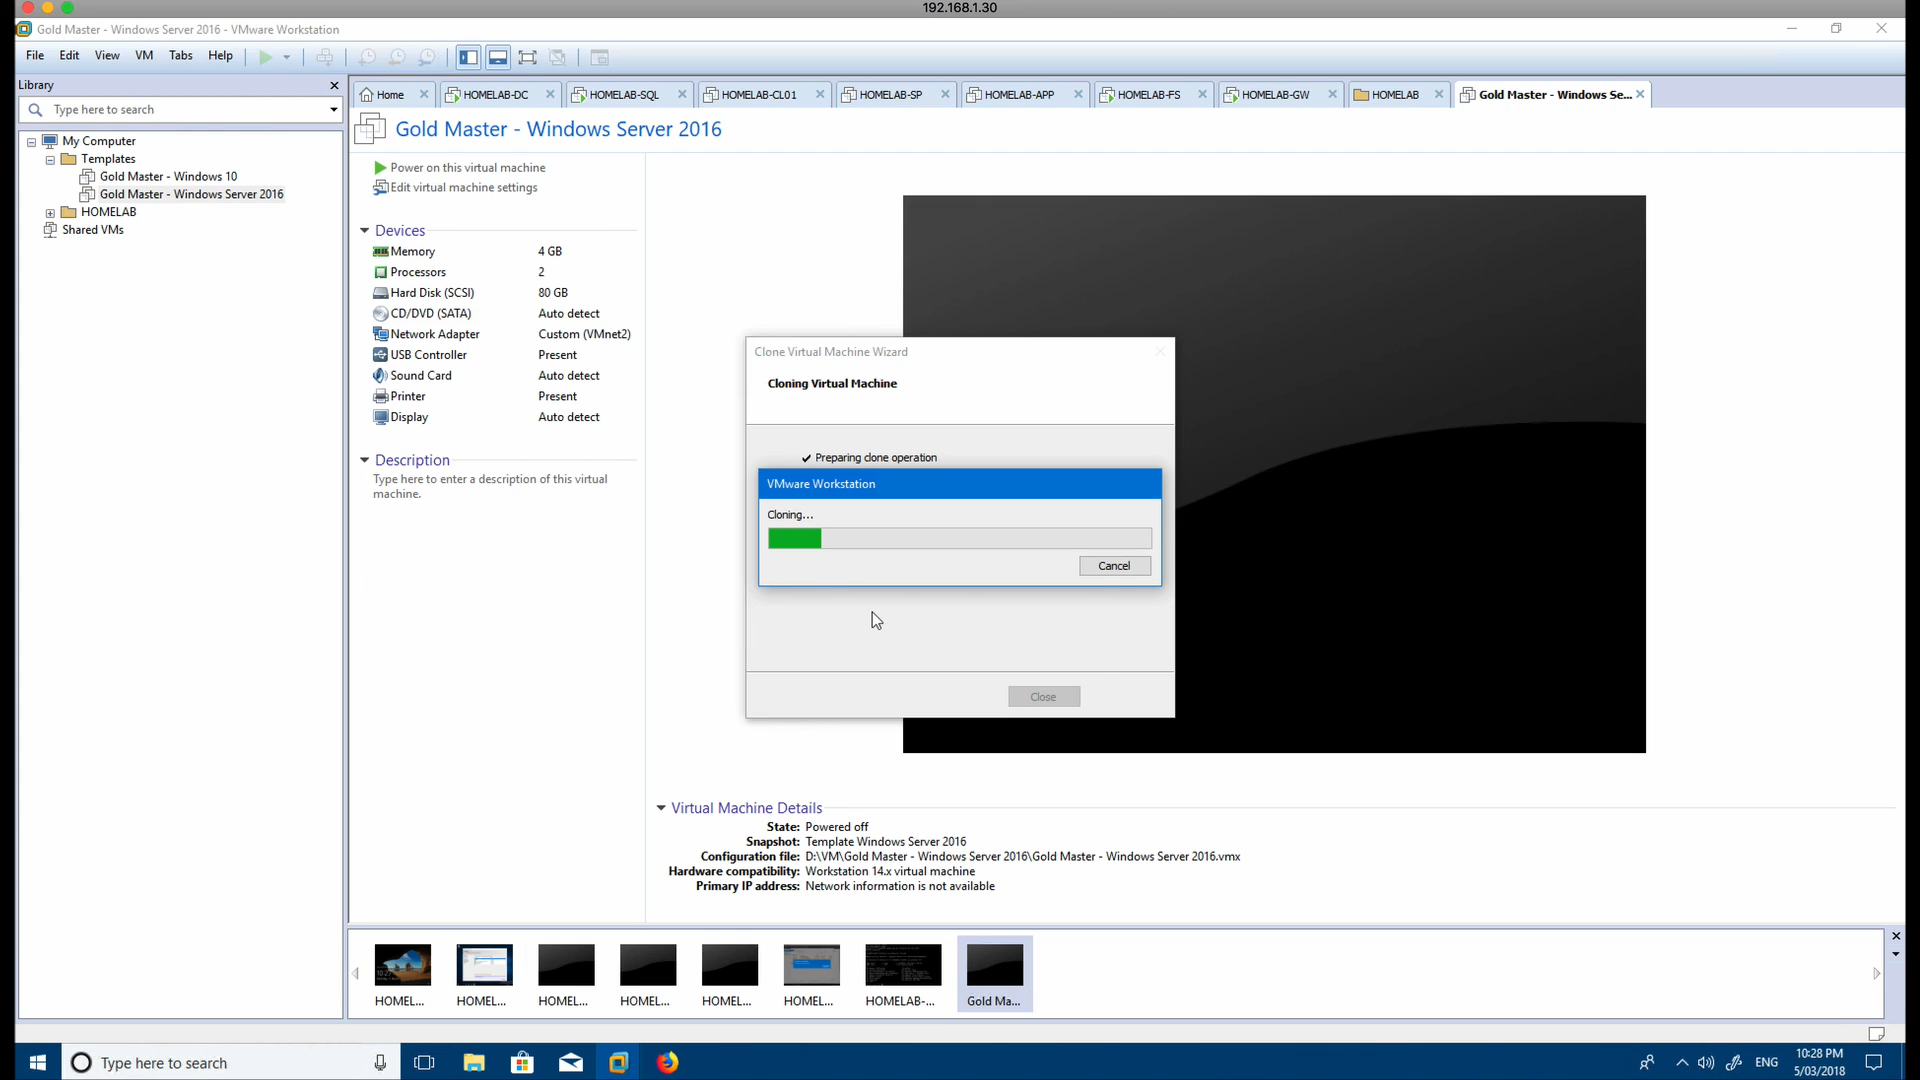 192.168.1.30
Gold Master - Windows Server 2016 - VMware Workstation
File Edit View VM Tabs Help
Library
Type here to search
My Computer
Templates
Gold Master - Windows 10
Gold Master - Windows Server 2016
HOMELAB
Shared VMs
Home HOMELAB-DC HOMELAB-SQL HOMELAB-CL01 HOMELAB-SP HOMELAB-APP HOMELAB-FS HOMELAB-GW HOMELAB Gold Master - Windows Se...
Gold Master - Windows Server 2016
Power on this virtual machine
Edit virtual machine settings
Devices
Memory 4 GB
Processors 2
Hard Disk (SCSI) 80 GB
CD/DVD (SATA) Auto detect
Network Adapter Custom (VMnet2)
USB Controller Present
Sound Card Auto detect
Printer Present
Display Auto detect
Description
Type here to enter a description of this virtual
machine.
Clone Virtual Machine Wizard
Cloning Virtual Machine
Preparing clone operation
VMware Workstation
Cloning...
Cancel
Close
Virtual Machine Details
State: Powered off
Snapshot: Template Windows Server 2016
Configuration file: D:\VM\Gold Master - Windows Server 2016\Gold Master - Windows Server 2016.vmx
Hardware compatibility: Workstation 14.x virtual machine
Primary IP address: Network information is not available
HOMEL... HOMEL... HOMEL... HOMEL... HOMEL... HOMEL... HOMELAB-... Gold Ma...
Type here to search
ENG
10:28 PM
5/03/2018